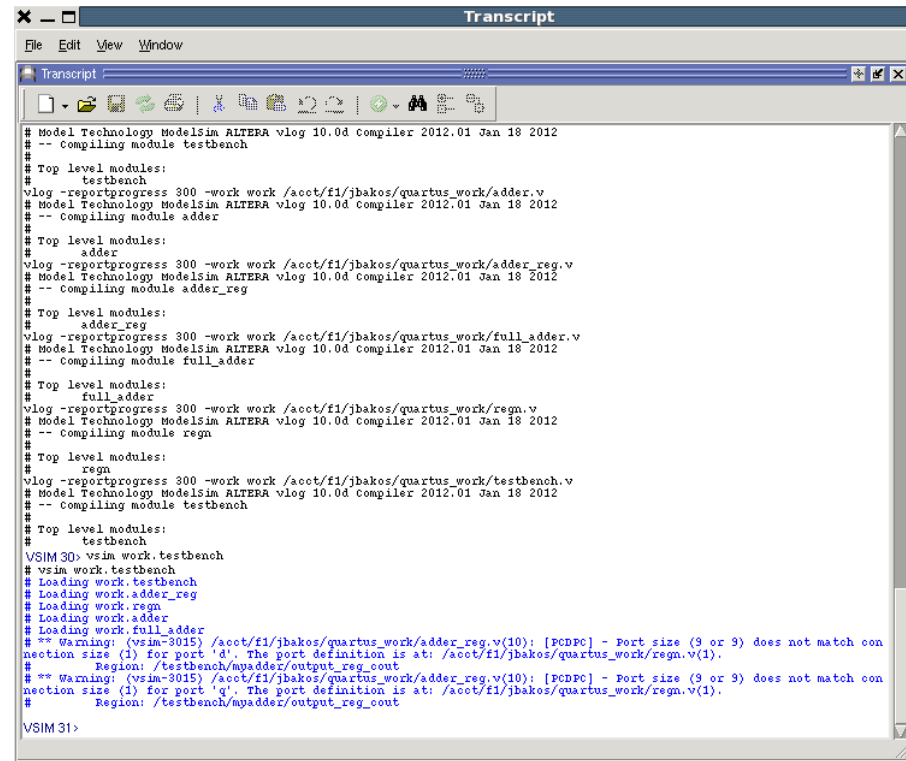 Transcript
File Edit View Window
Transcript
# Model Technology ModelSim ALTERA vlog 10.0d Compiler 2012.01 Jan 18 2012
# -- Compiling module testbench
#
# Top level modules:
# testbench
vlog -reportprogress 300 -work work /acct/f1/jbakos/quartus_work/adder.v
# Model Technology ModelSim ALTERA vlog 10.0d Compiler 2012.01 Jan 18 2012
# -- Compiling module adder
#
# Top level modules:
# adder
vlog -reportprogress 300 -work work /acct/f1/jbakos/quartus_work/adder_reg.v
# Model Technology ModelSim ALTERA vlog 10.0d Compiler 2012.01 Jan 18 2012
# -- Compiling module adder_reg
#
# Top level modules:
# adder_reg
vlog -reportprogress 300 -work work /acct/f1/jbakos/quartus_work/full_adder.v
# Model Technology ModelSim ALTERA vlog 10.0d Compiler 2012.01 Jan 18 2012
# -- Compiling module full_adder
#
# Top level modules:
# full_adder
vlog -reportprogress 300 -work work /acct/f1/jbakos/quartus_work/regn.v
# Model Technology ModelSim ALTERA vlog 10.0d Compiler 2012.01 Jan 18 2012
# -- Compiling module regn
#
# Top level modules:
# regn
vlog -reportprogress 300 -work work /acct/f1/jbakos/quartus_work/testbench.v
# Model Technology ModelSim ALTERA vlog 10.0d Compiler 2012.01 Jan 18 2012
# -- Compiling module testbench
#
# Top level modules:
# testbench
VSIM 30> vsim work.testbench
# vsim work.testbench
# Loading work.testbench
# Loading work.adder_reg
# Loading work.regn
# Loading work.adder
# Loading work.full_adder
# ** Warning: (vsim-3015) /acct/f1/jbakos/quartus_work/adder_reg.v(10): [PCDPC] - Port size (9 or 9) does not match con
nection size (1) for port 'd'. The port definition is at: /acct/f1/jbakos/quartus_work/regn.v(1).
# Region: /testbench/myadder/output_reg_cout
# ** Warning: (vsim-3015) /acct/f1/jbakos/quartus_work/adder_reg.v(10): [PCDPC] - Port size (9 or 9) does not match con
nection size (1) for port 'q'. The port definition is at: /acct/f1/jbakos/quartus_work/regn.v(1).
# Region: /testbench/myadder/output_reg_cout
VSIM 31>